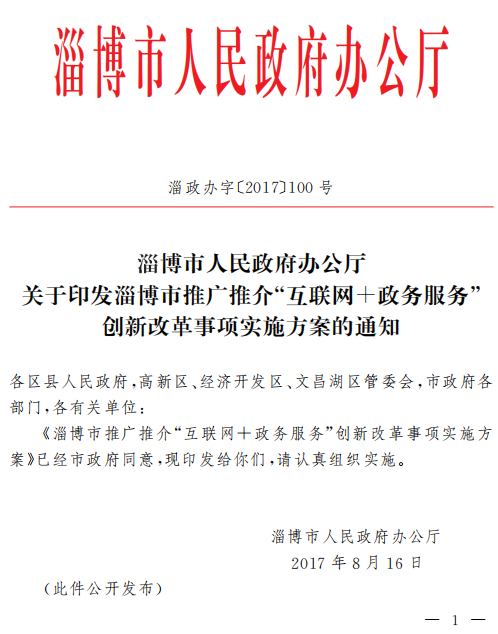 淄博市人民政府办公厅
淄政办字〔2017〕100 号
淄博市人民政府办公厅
关于印发淄博市推广推介“互联网＋政务服务”
创新改革事项实施方案的通知
各区县人民政府,高新区、经济开发区、文昌湖区管委会,市政府各
部门,各有关单位:
《淄博市推广推介“互联网＋政务服务”创新改革事项实施方
案》已经市政府同意,现印发给你们,请认真组织实施。
淄博市人民政府办公厅
2017 年 8 月 16 日
（此件公开发布）
— 1 —